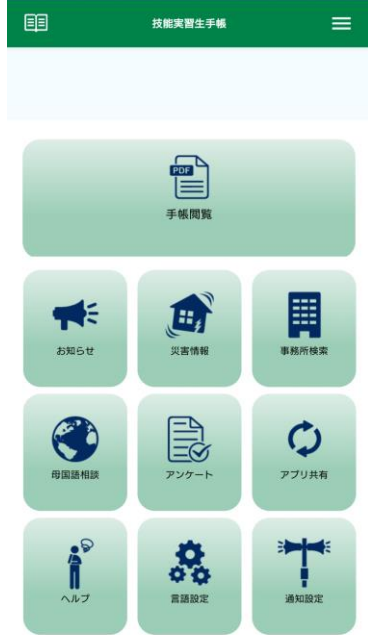 技能実習生手帳
PDF
手帳閲覧
お知らせ
災害情報
事務所検索
母国語相談
アンケート
アプリ共有
ヘルプ
言語設定
通知設定